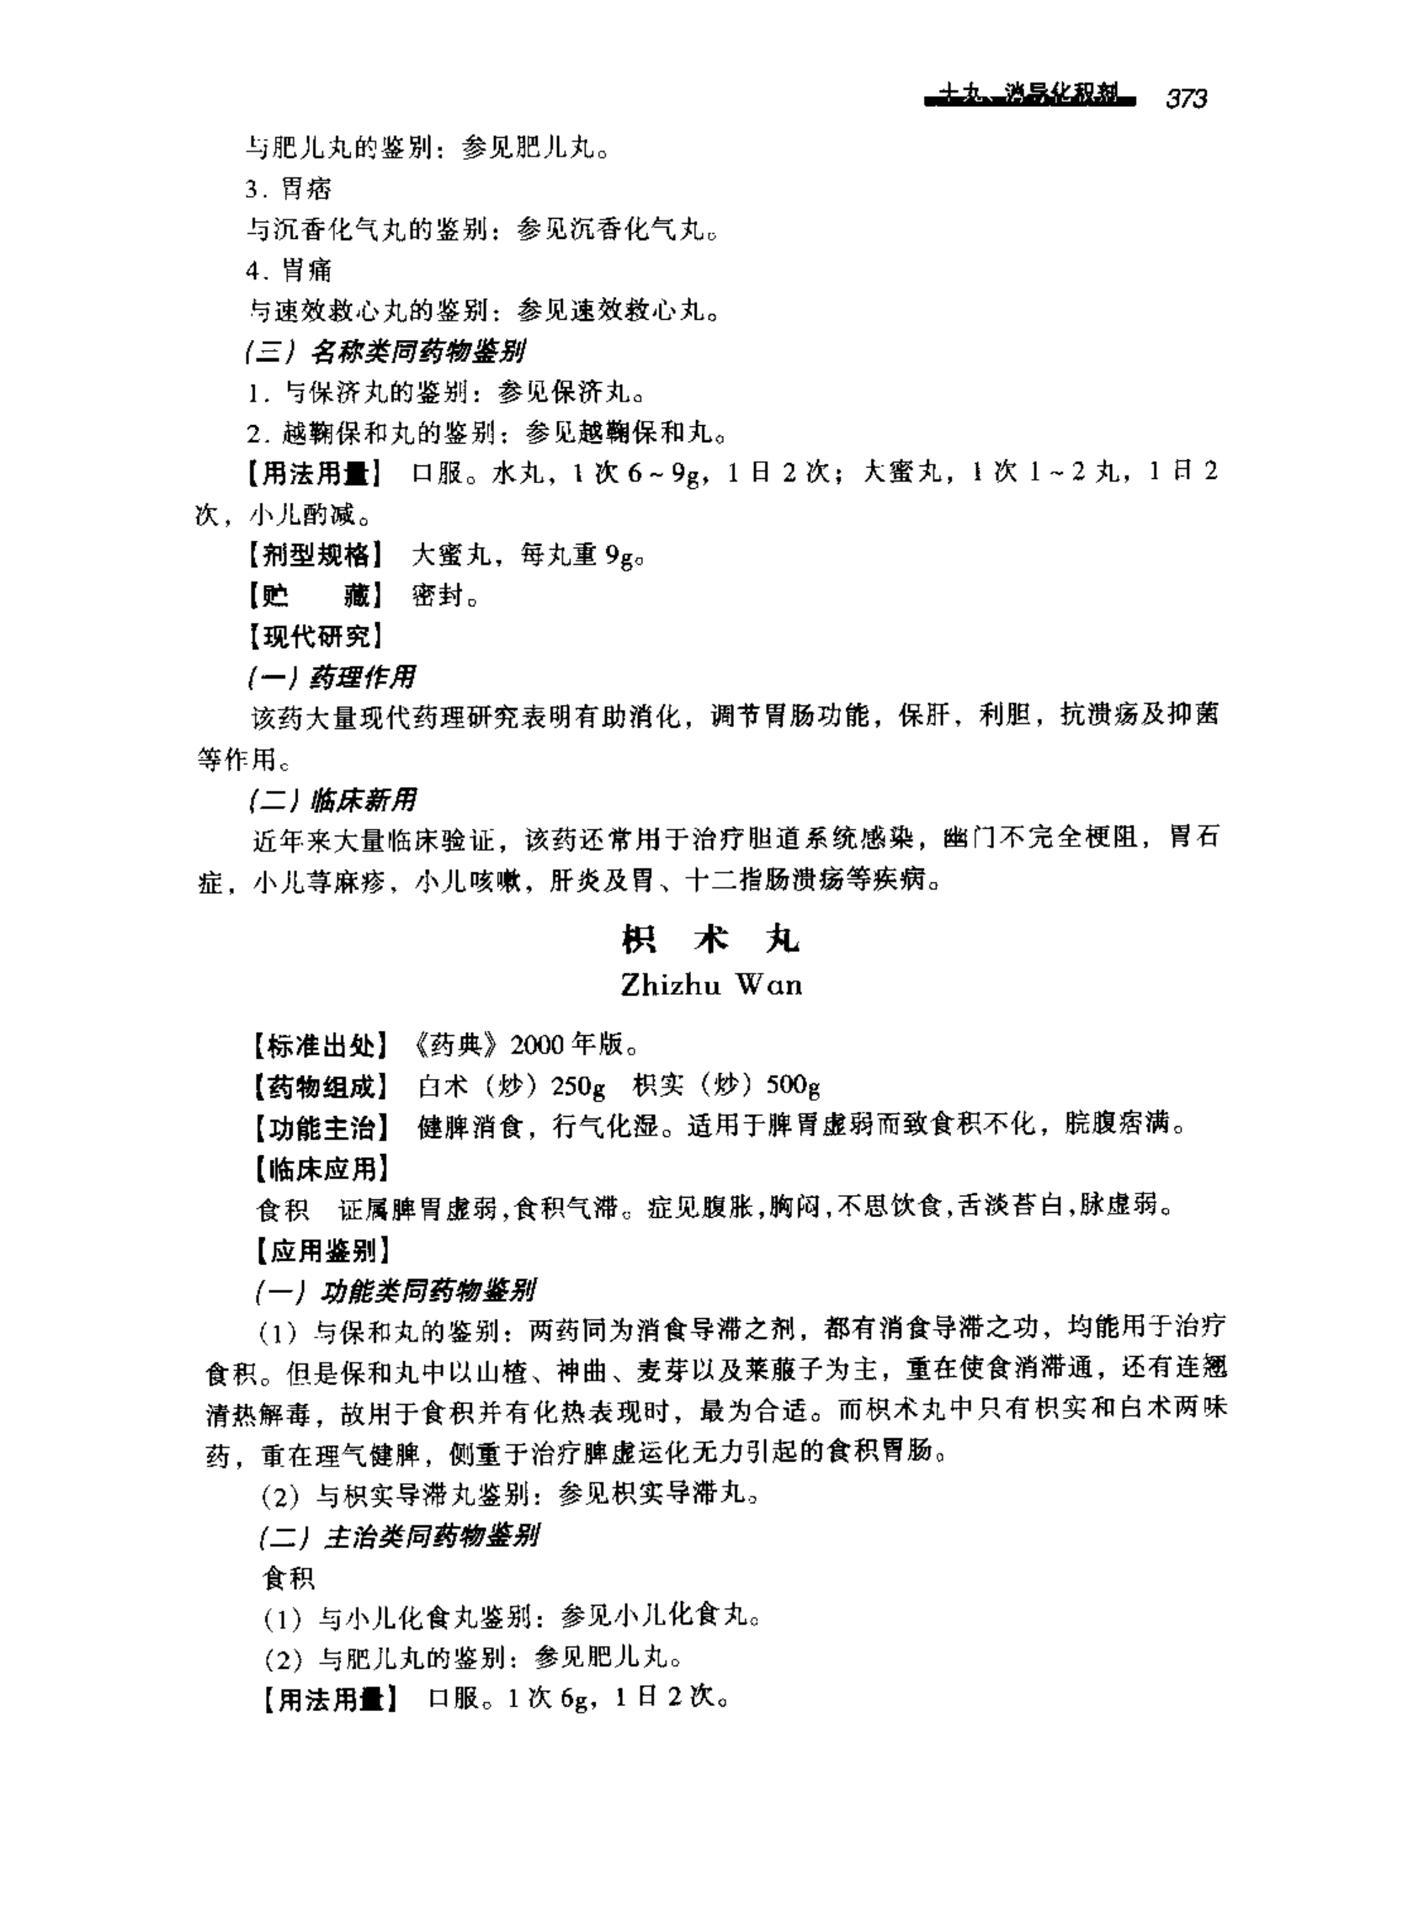 十九、消导化积剂 373
与肥儿丸的鉴别：参见肥儿丸。
3. 胃痞
与沉香化气丸的鉴别：参见沉香化气丸。
4. 胃痛
与速效救心丸的鉴别：参见速效救心丸。
（三）名称类同药物鉴别
1. 与保济丸的鉴别：参见保济丸。
2. 越鞠保和丸的鉴别：参见越鞠保和丸。
【用法用量】 口服。水丸，1次6~9g，1日2次；大蜜丸，1次1~2丸，1日2
次，小儿酌减。
【剂型规格】 大蜜丸，每丸重9g。
【贮　　藏】 密封。
【现代研究】
（一）药理作用
该药大量现代药理研究表明有助消化，调节胃肠功能，保肝，利胆，抗溃疡及抑菌
等作用。
（二）临床新用
近年来大量临床验证，该药还常用于治疗胆道系统感染，幽门不完全梗阻，胃石
症，小儿荨麻疹，小儿咳嗽，肝炎及胃、十二指肠溃疡等疾病。
枳 术 丸
Zhizhu Wan
【标准出处】《药典》2000年版。
【药物组成】 白术（炒）250g 枳实（炒）500g
【功能主治】 健脾消食，行气化湿。适用于脾胃虚弱而致食积不化，脘腹痞满。
【临床应用】
食积 证属脾胃虚弱,食积气滞。症见腹胀,胸闷,不思饮食,舌淡苔白,脉虚弱。
【应用鉴别】
（一）功能类同药物鉴别
（1）与保和丸的鉴别：两药同为消食导滞之剂，都有消食导滞之功，均能用于治疗
食积。但是保和丸中以山楂、神曲、麦芽以及莱菔子为主，重在使食消滞通，还有连翘
清热解毒，故用于食积并有化热表现时，最为合适。而枳术丸中只有枳实和白术两味
药，重在理气健脾，侧重于治疗脾虚运化无力引起的食积胃肠。
（2）与枳实导滞丸鉴别：参见枳实导滞丸。
（二）主治类同药物鉴别
食积
（1）与小儿化食丸鉴别：参见小儿化食丸。
（2）与肥儿丸的鉴别：参见肥儿丸。
【用法用量】 口服。1次6g，1日2次。